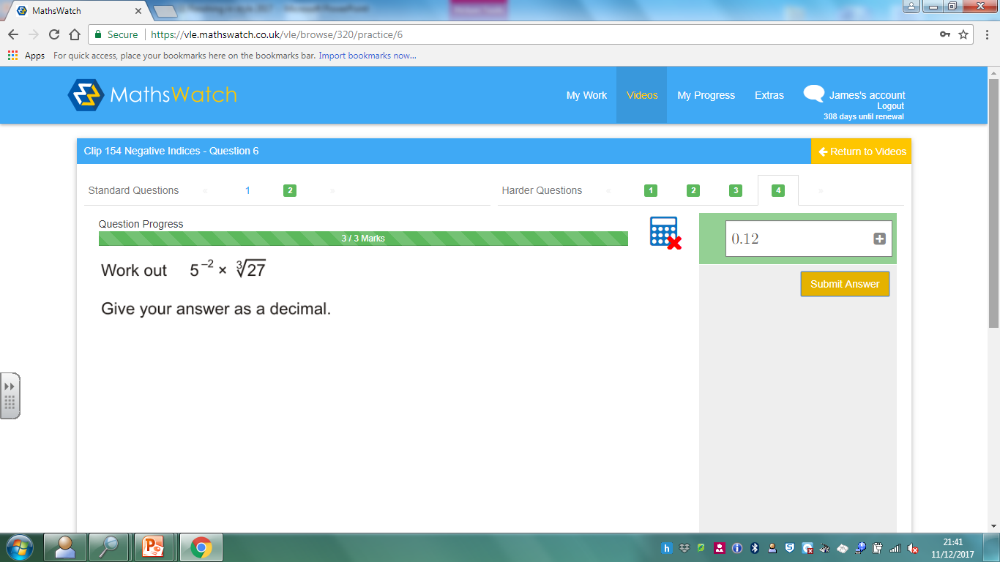 MathsWatch
Secure https://vle.mathswatch.co.uk/vle/browse/320/practice/6
Apps For quick access, place your bookmarks here on the bookmarks bar. Import bookmarks now...
MathsWatch
My Work Videos My Progress Extras James's account
Logout
308 days until renewal
Clip 154 Negative Indices - Question 6
Return to Videos
Standard Questions « 1 2 »
Harder Questions « 1 2 3 4 »
Question Progress
3 / 3 Marks
0.12
Submit Answer
Work out 5⁻² × ∛27
Give your answer as a decimal.
21:41
11/12/2017